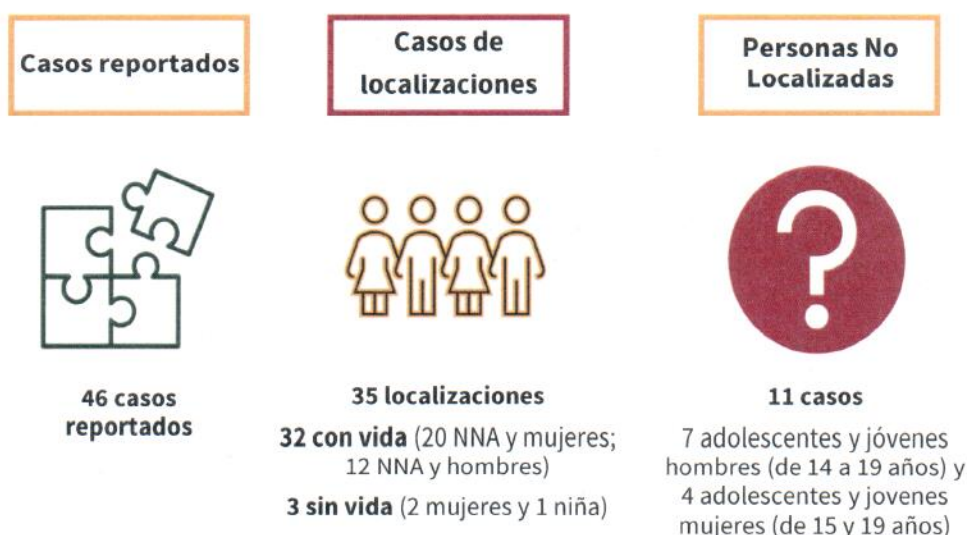 Casos reportados
Casos de
localizaciones
Personas No
Localizadas
46 casos
reportados
35 localizaciones
32 con vida (20 NNA y mujeres;
12 NNA y hombres)
3 sin vida (2 mujeres y 1 niña)
11 casos
7 adolescentes y jóvenes
hombres (de 14 a 19 años) y
4 adolescentes y jovenes
mujeres (de 15 y 19 años)